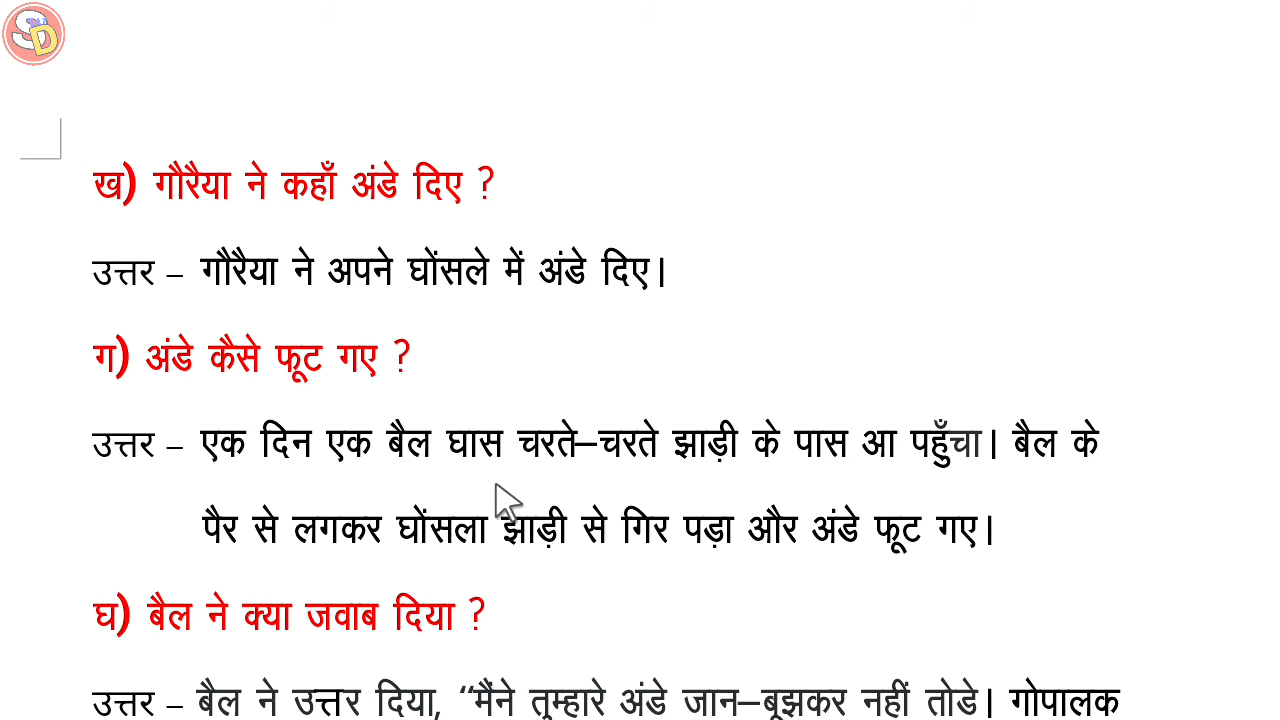 SD
ख) गौरैया ने कहाँ अंडे दिए ?
उत्तर – गौरैया ने अपने घोंसले में अंडे दिए।
ग) अंडे कैसे फूट गए ?
उत्तर – एक दिन एक बैल घास चरते–चरते झाड़ी के पास आ पहुँचा। बैल के
पैर से लगकर घोंसला झाड़ी से गिर पड़ा और अंडे फूट गए।
घ) बैल ने क्या जवाब दिया ?
उत्तर – बैल ने उत्तर दिया, “मैंने तुम्हारे अंडे जान–बूझकर नहीं तोडे। गोपालक